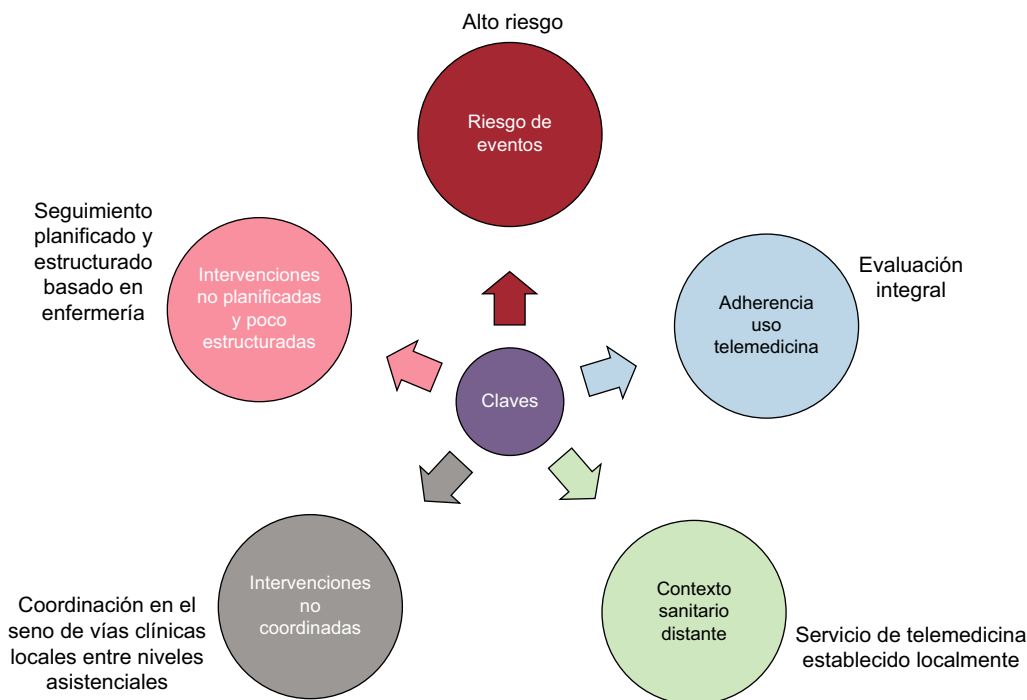 Alto riesgo
Riesgo de
eventos
Seguimiento
planificado y
estructurado
basado en
enfermería
Intervenciones
no planificadas
y poco
estructuradas
Evaluación
integral
Adherencia
uso
telemedicina
Claves
Intervenciones
no
coordinadas
Coordinación en el
seno de vías clínicas
locales entre niveles
asistenciales
Contexto
sanitario
distante
Servicio de telemedicina
establecido localmente